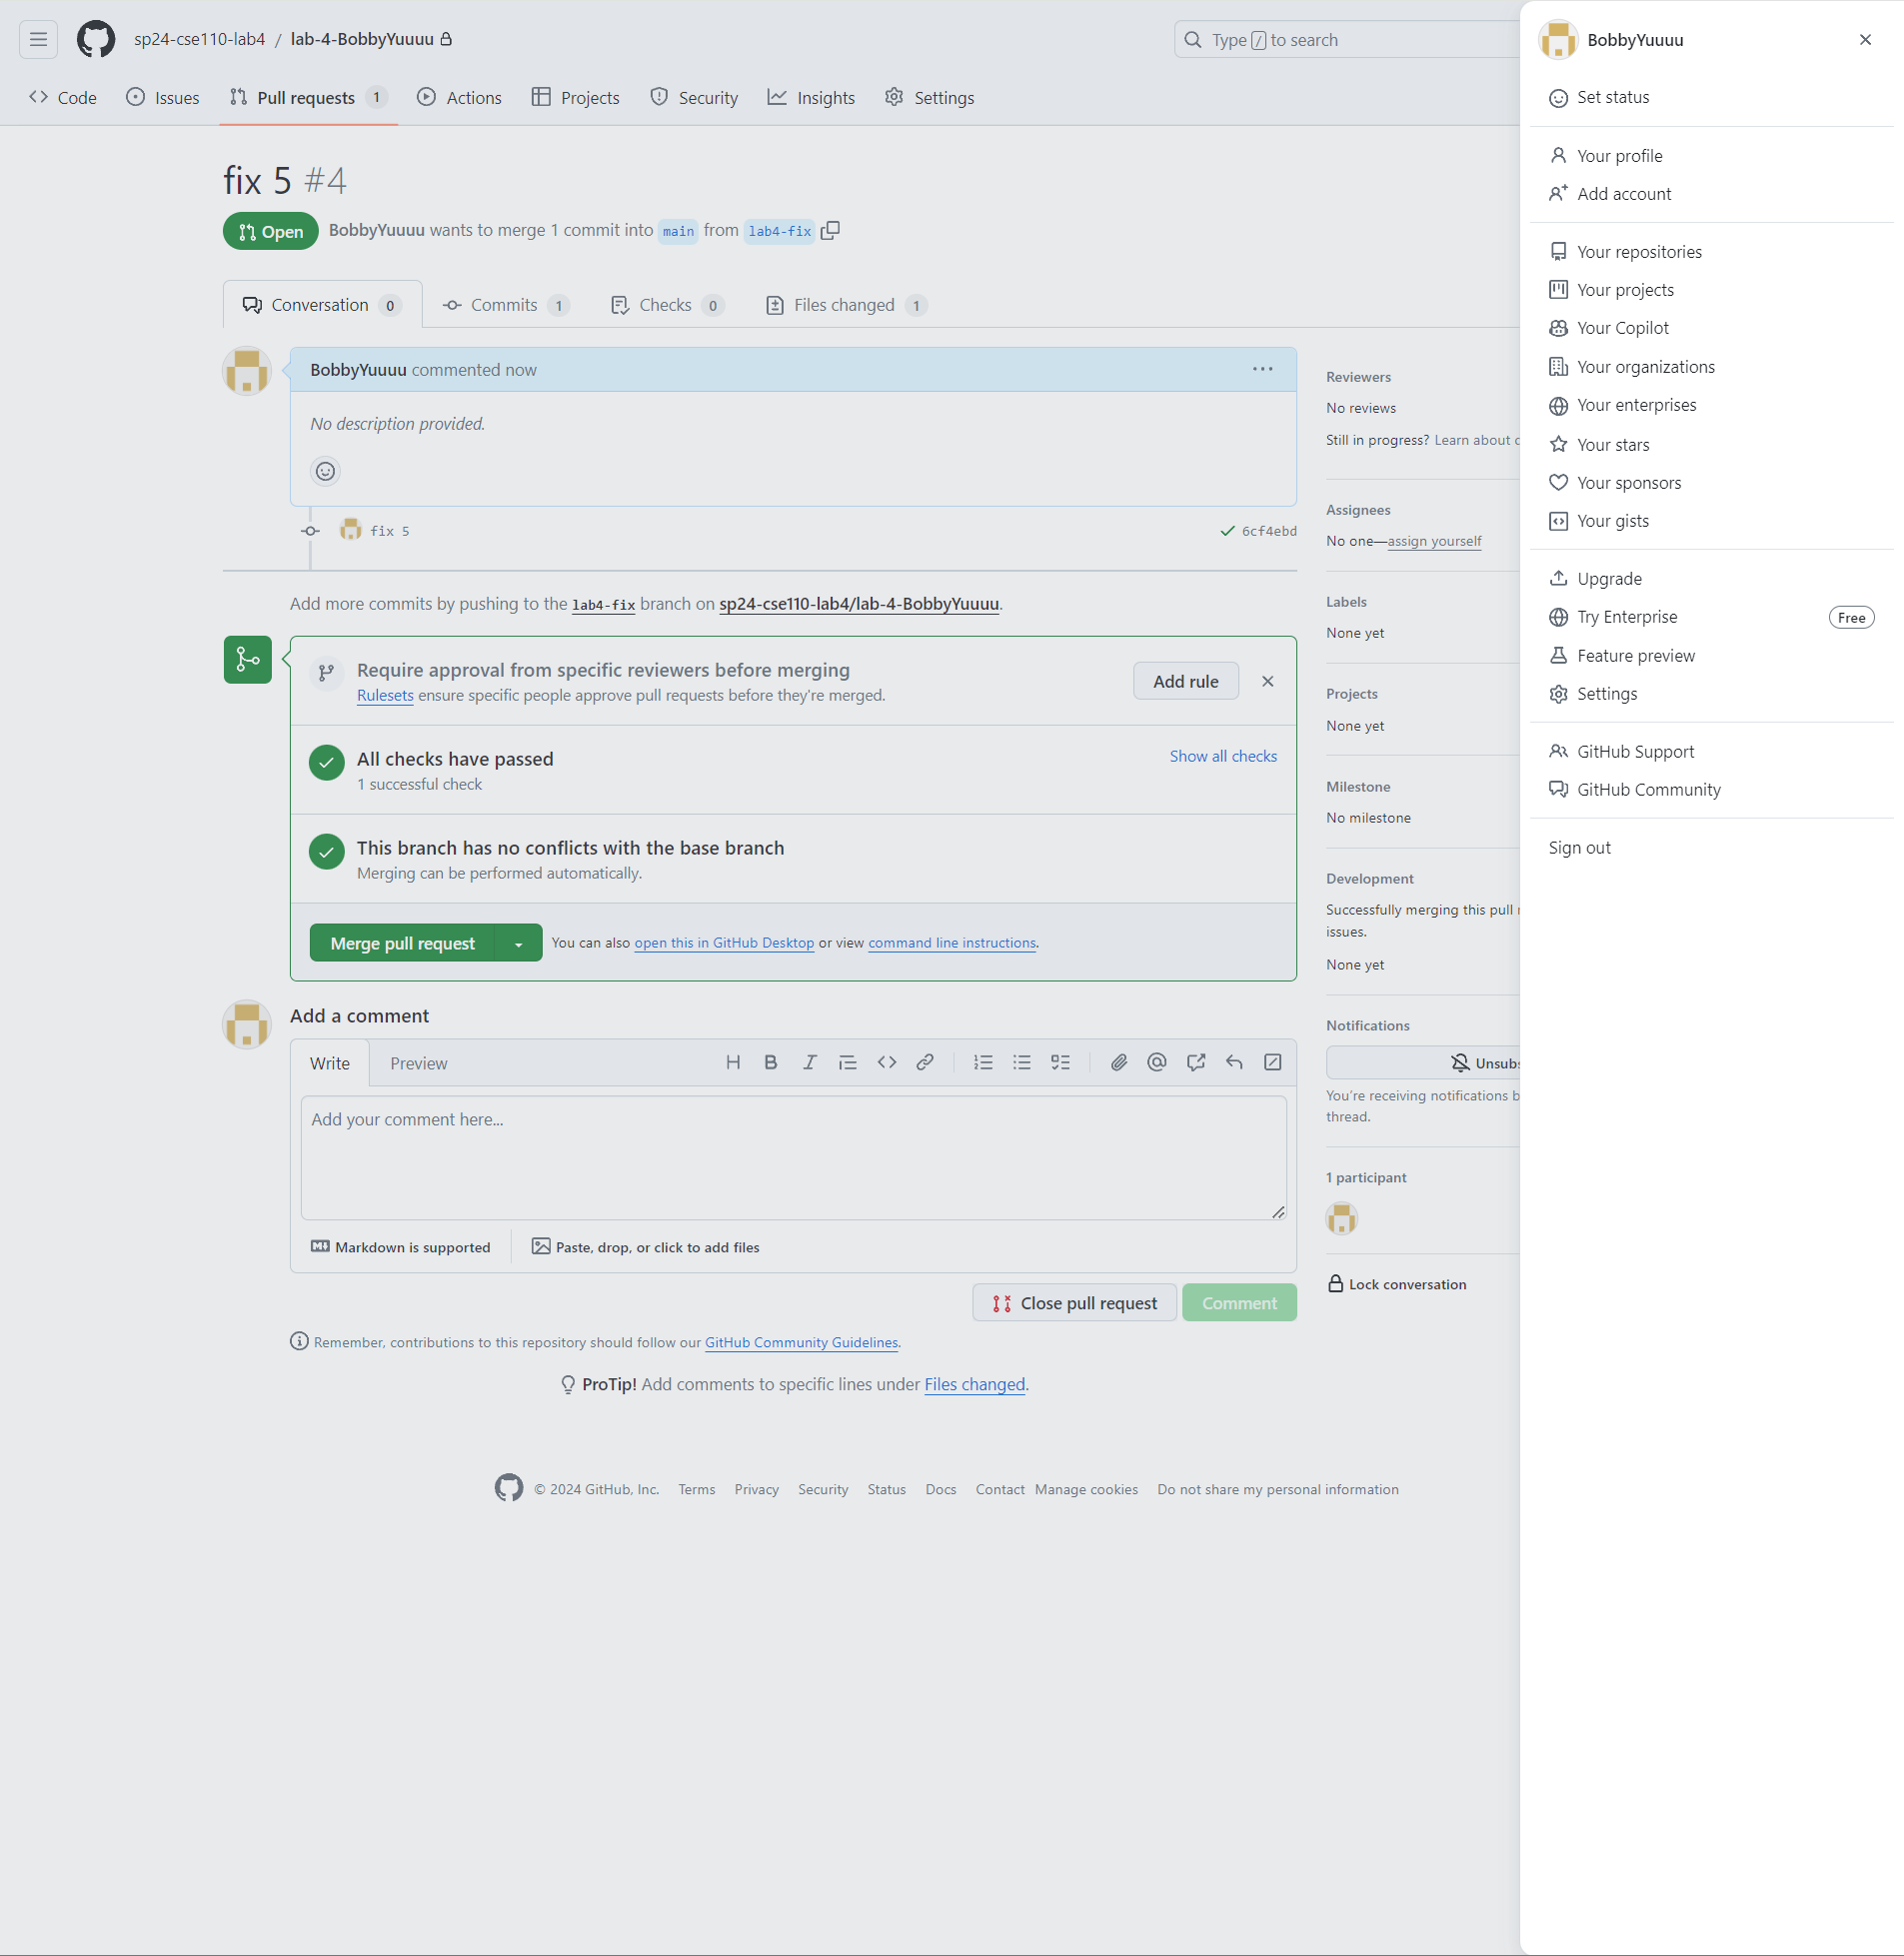 sp24-cse110-lab4 / lab-4-BobbyYuuuu
Type / to search
Code Issues Pull requests 1 Actions Projects Security Insights Settings
fix 5 #4
Open BobbyYuuuu wants to merge 1 commit into main from lab4-fix
Conversation 0 Commits 1 Checks 0 Files changed 1
BobbyYuuuu commented now
No description provided.
fix 5 6cf4ebd
Add more commits by pushing to the lab4-fix branch on sp24-cse110-lab4/lab-4-BobbyYuuuu.
Require approval from specific reviewers before merging
Rulesets ensure specific people approve pull requests before they're merged.
Add rule
All checks have passed
1 successful check
Show all checks
This branch has no conflicts with the base branch
Merging can be performed automatically.
Merge pull request You can also open this in GitHub Desktop or view command line instructions.
Add a comment
Write Preview
Add your comment here...
Markdown is supported Paste, drop, or click to add files
Close pull request Comment
Remember, contributions to this repository should follow our GitHub Community Guidelines.
ProTip! Add comments to specific lines under Files changed.
Reviewers
No reviews
Still in progress? Learn about
Assignees
No one—assign yourself
Labels
None yet
Projects
None yet
Milestone
No milestone
Development
Successfully merging this pull
issues.
None yet
Notifications
Unsubs
You're receiving notifications b
thread.
1 participant
Lock conversation
© 2024 GitHub, Inc. Terms Privacy Security Status Docs Contact Manage cookies Do not share my personal information
BobbyYuuuu
Set status
Your profile
Add account
Your repositories
Your projects
Your Copilot
Your organizations
Your enterprises
Your stars
Your sponsors
Your gists
Upgrade
Try Enterprise Free
Feature preview
Settings
GitHub Support
GitHub Community
Sign out